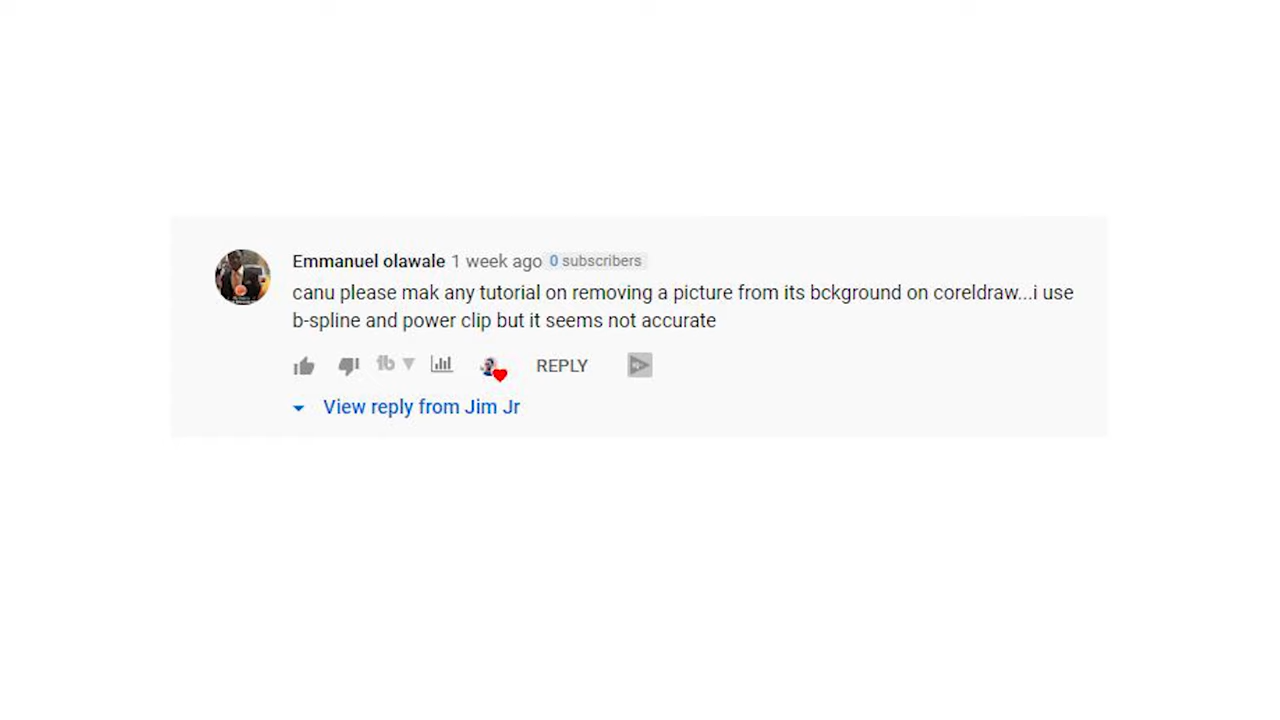 Emmanuel olawale 1 week ago 0 subscribers
canu please mak any tutorial on removing a picture from its bckground on coreldraw...i use
b-spline and power clip but it seems not accurate
REPLY
View reply from Jim Jr